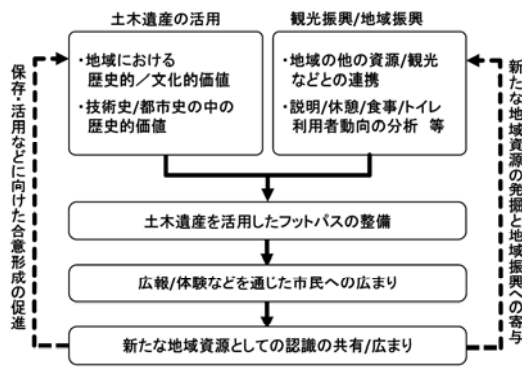 土木遺産の活用
・地域における
歴史的／文化的価値
・技術史/都市史の中の
歴史的価値
観光振興/地域振興
・地域の他の資源/観光
などとの連携
・説明/休憩/食事/トイレ
利用者動向の分析　等
土木遺産を活用したフットパスの整備
広報/体験などを通じた市民への広まり
新たな地域資源としての認識の共有/広まり
保存・活用などに向けた合意形成の促進
新たな地域資源の発掘と地域振興への寄与